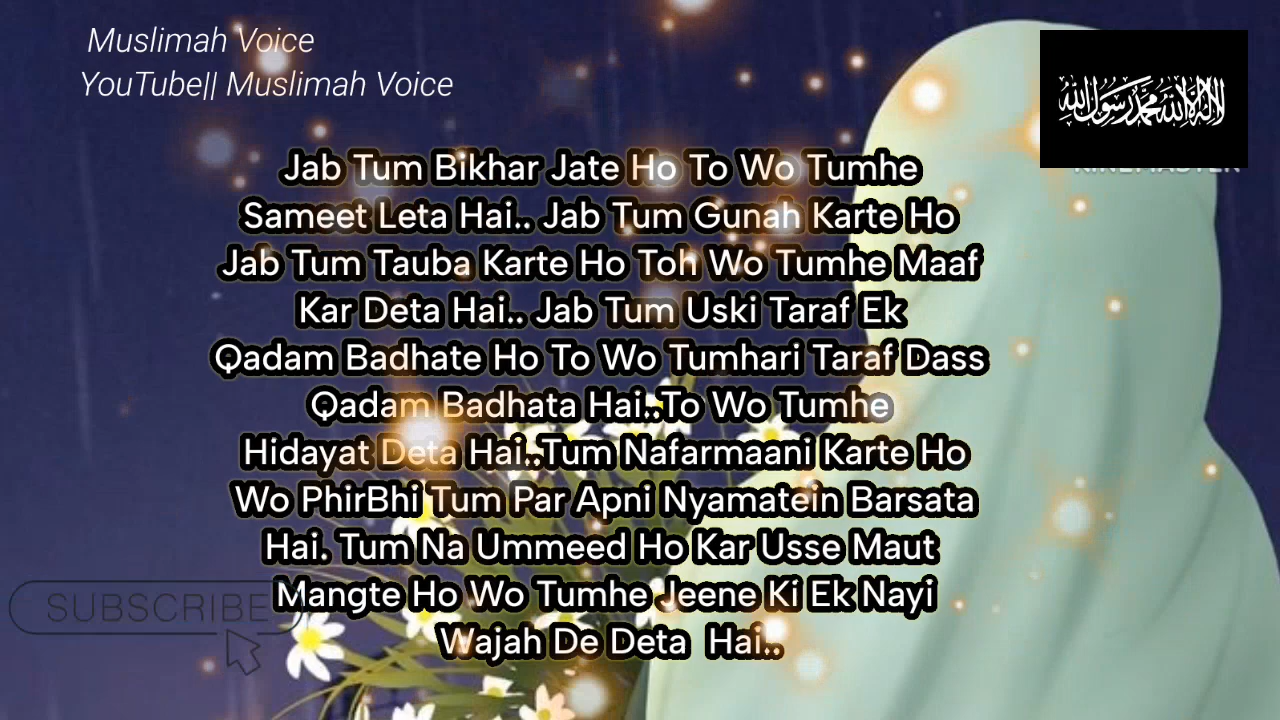 Muslimah Voice
YouTube|| Muslimah Voice
لا إله إلا الله محمد رسول الله
KINEMASTER
Jab Tum Bikhar Jate Ho To Wo Tumhe
Sameet Leta Hai.. Jab Tum Gunah Karte Ho
Jab Tum Tauba Karte Ho Toh Wo Tumhe Maaf
Kar Deta Hai.. Jab Tum Uski Taraf Ek
Qadam Badhate Ho To Wo Tumhari Taraf Dass
Qadam Badhata Hai..To Wo Tumhe
Hidayat Deta Hai..Tum Nafarmaani Karte Ho
Wo PhirBhi Tum Par Apni Nyamatein Barsata
Hai. Tum Na Ummeed Ho Kar Usse Maut
Mangte Ho Wo Tumhe Jeene Ki Ek Nayi
Wajah De Deta  Hai..
SUBSCRIBE